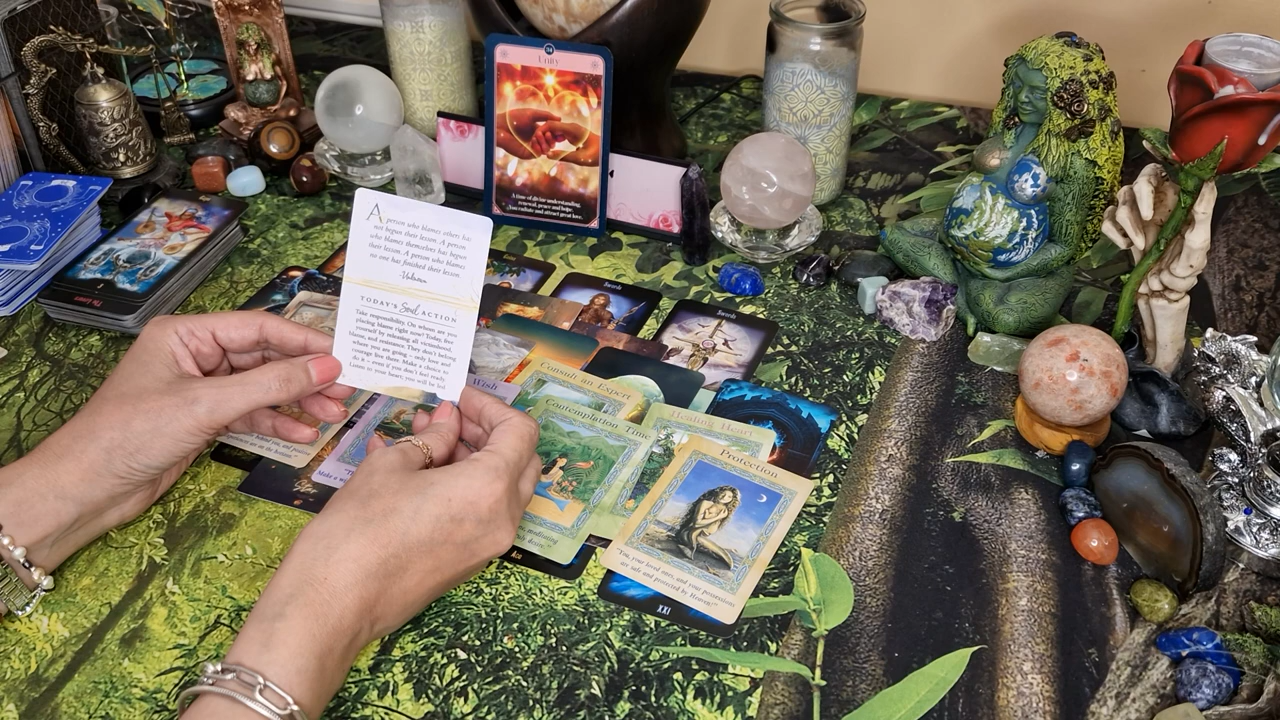 34
Unity
A time of divine understanding,
renewal, peace and hope.
You radiate and attract great love.
A person who blames others has
not begun their lesson. A person
who blames themselves has begun
their lesson. A person who blames
no one has finished their lesson.
-Unknown
TODAY'S Soul ACTION
Take responsibility. On whom are you
placing blame right now? Today, free
yourself by releasing all victimhood,
blame, and resistance. They don't belong
where you are going – only love and
courage live there. Make a choice to
do it – even if you don't feel ready.
Listen to your heart; you will be led
Swords
Swords
Wish
Consult an Expert
Contemplation Time
Healing Heart
Protection
"You, your loved ones, and your possessions
are safe and protected by Heaven!"
Make a
Ace
XXI